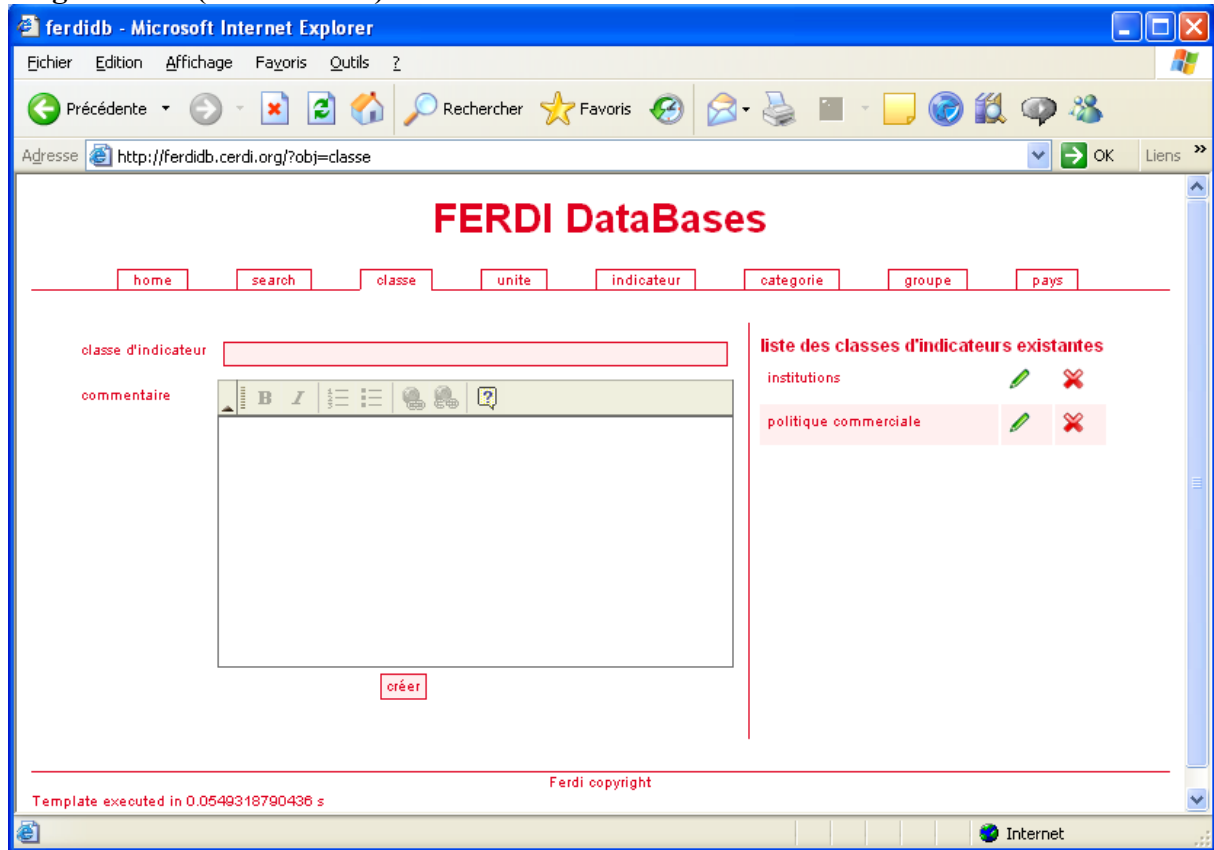 ferdidb - Microsoft Internet Explorer
Fichier Edition Affichage Favoris Outils ?
Précédente Rechercher Favoris
Adresse http://ferdidb.cerdi.org/?obj=classe OK Liens »
FERDI DataBases
home search classe unite indicateur categorie groupe pays
classe d'indicateur
commentaire
B I ?
créer
liste des classes d'indicateurs existantes
institutions
politique commerciale
Ferdi copyright
Template executed in 0.0549318790436 s
Internet